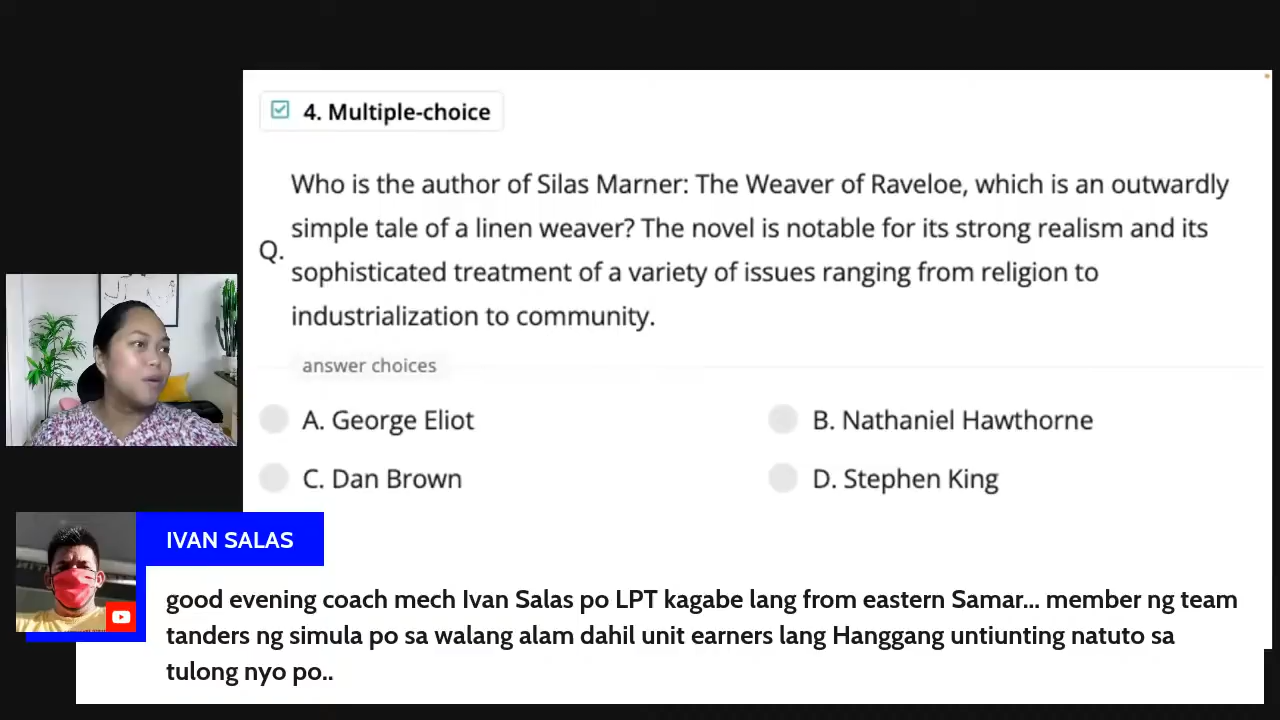 4. Multiple-choice
Who is the author of Silas Marner: The Weaver of Raveloe, which is an outwardly
simple tale of a linen weaver? The novel is notable for its strong realism and its
Q.
sophisticated treatment of a variety of issues ranging from religion to
industrialization to community.
answer choices
A. George Eliot
B. Nathaniel Hawthorne
C. Dan Brown
D. Stephen King
IVAN SALAS
good evening coach mech Ivan Salas po LPT kagabe lang from eastern Samar... member ng team
tanders ng simula po sa walang alam dahil unit earners lang Hanggang untiunting natuto sa
tulong nyo po..